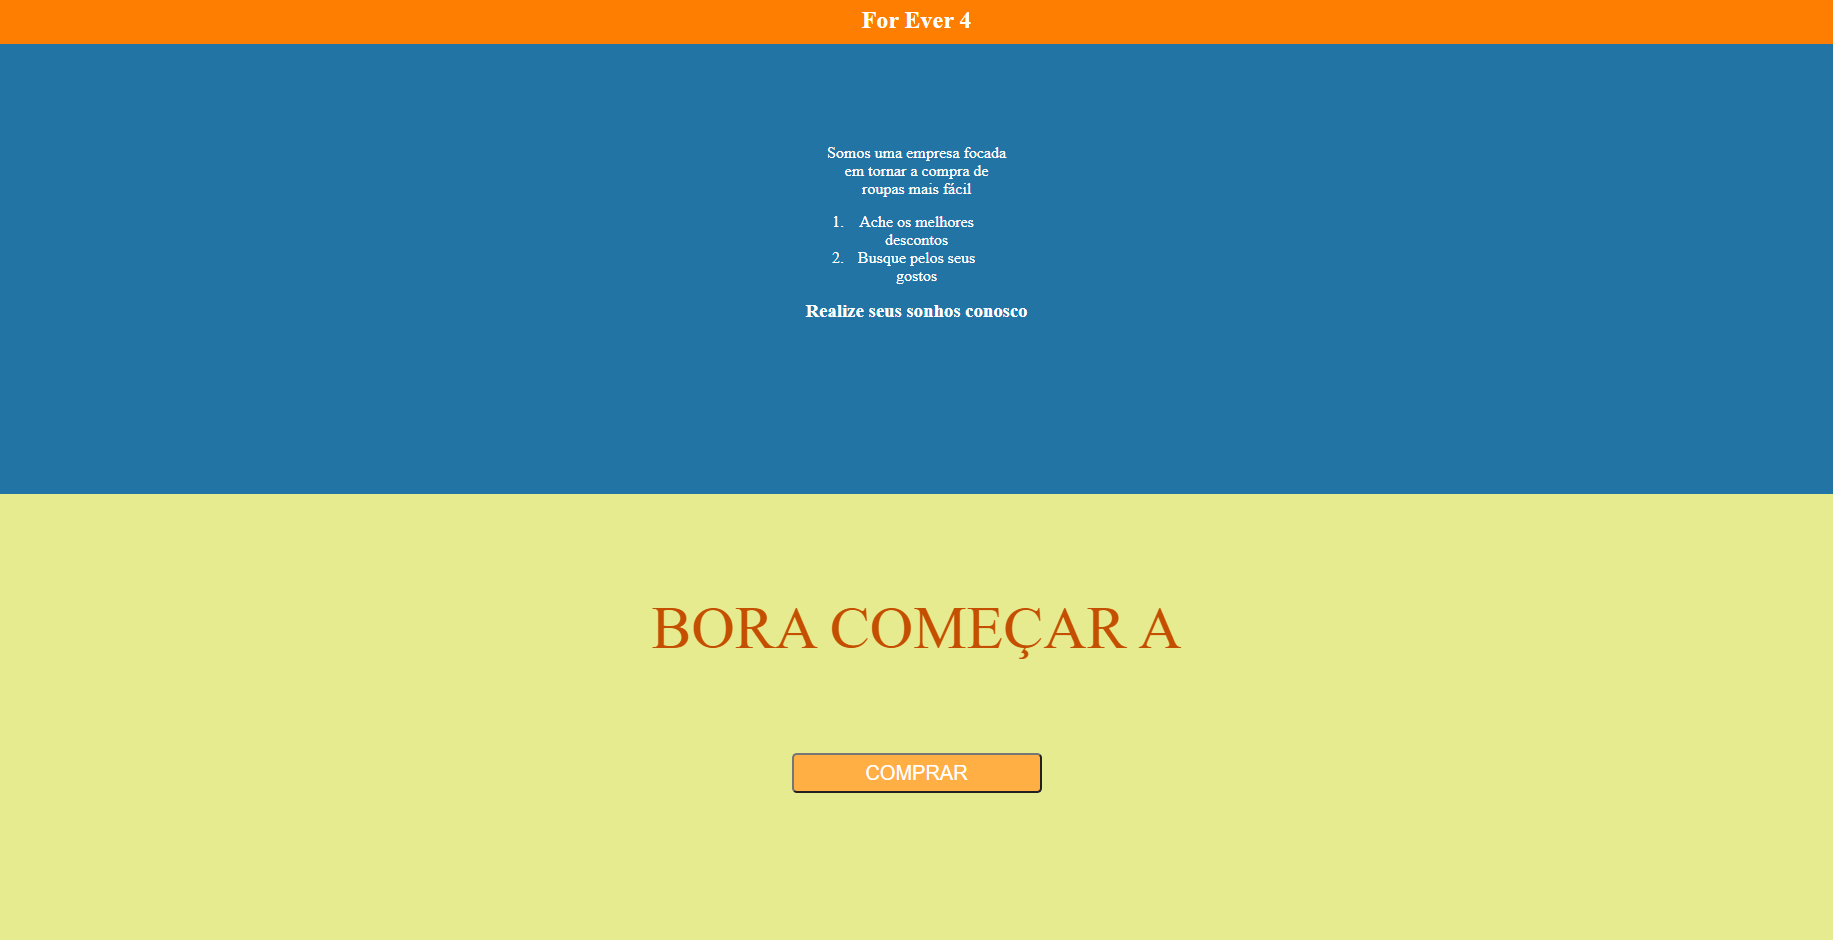 For Ever 4
Somos uma empresa focada
em tornar a compra de
roupas mais fácil
1. Ache os melhores
descontos
2. Busque pelos seus
gostos
Realize seus sonhos conosco
BORA COMEÇAR A
COMPRAR